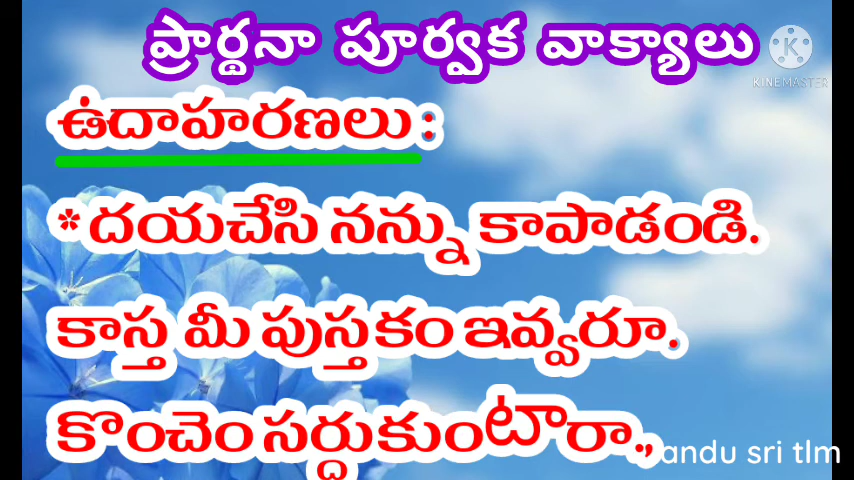 ప్రార్థనా పూర్వక వాక్యాలు
KINEMASTER
ఉదాహరణలు :
* దయచేసి నన్ను కాపాడండి.
కాస్త మీ పుస్తకం ఇవ్వరూ.
కొంచెం సర్దుకుంటారా..
andu sri tlm